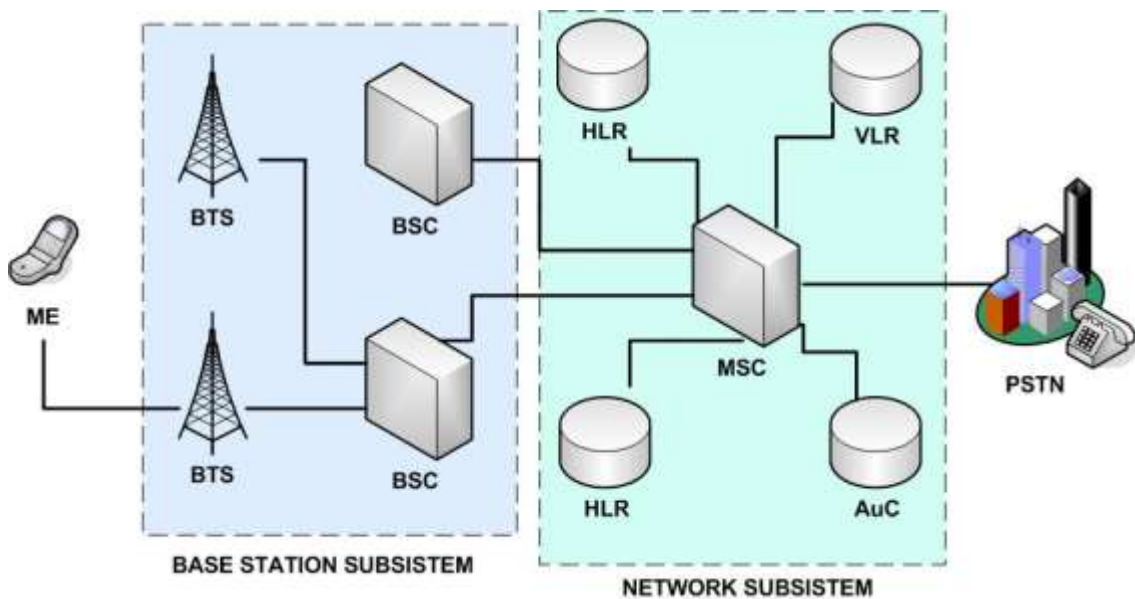 HLR
VLR
BTS
BSC
ME
MSC
PSTN
BTS
BSC
HLR
AuC
BASE STATION SUBSISTEM
NETWORK SUBSISTEM